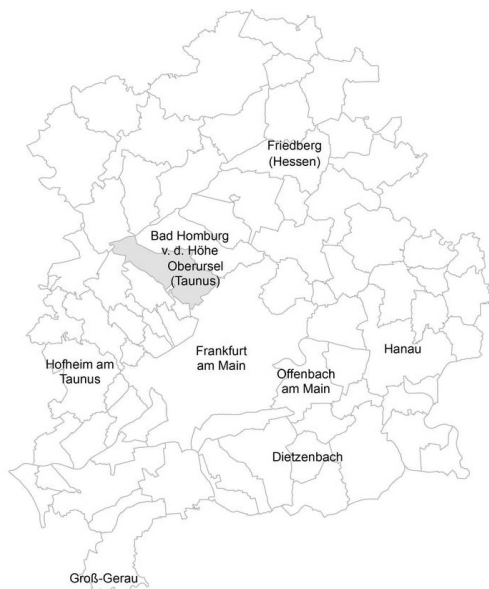 Friedberg
(Hessen)
Bad Homburg
v. d. Höhe
Oberursel
(Taunus)
Frankfurt
am Main
Hofheim am
Taunus
Offenbach
am Main
Hanau
Dietzenbach
Groß-Gerau